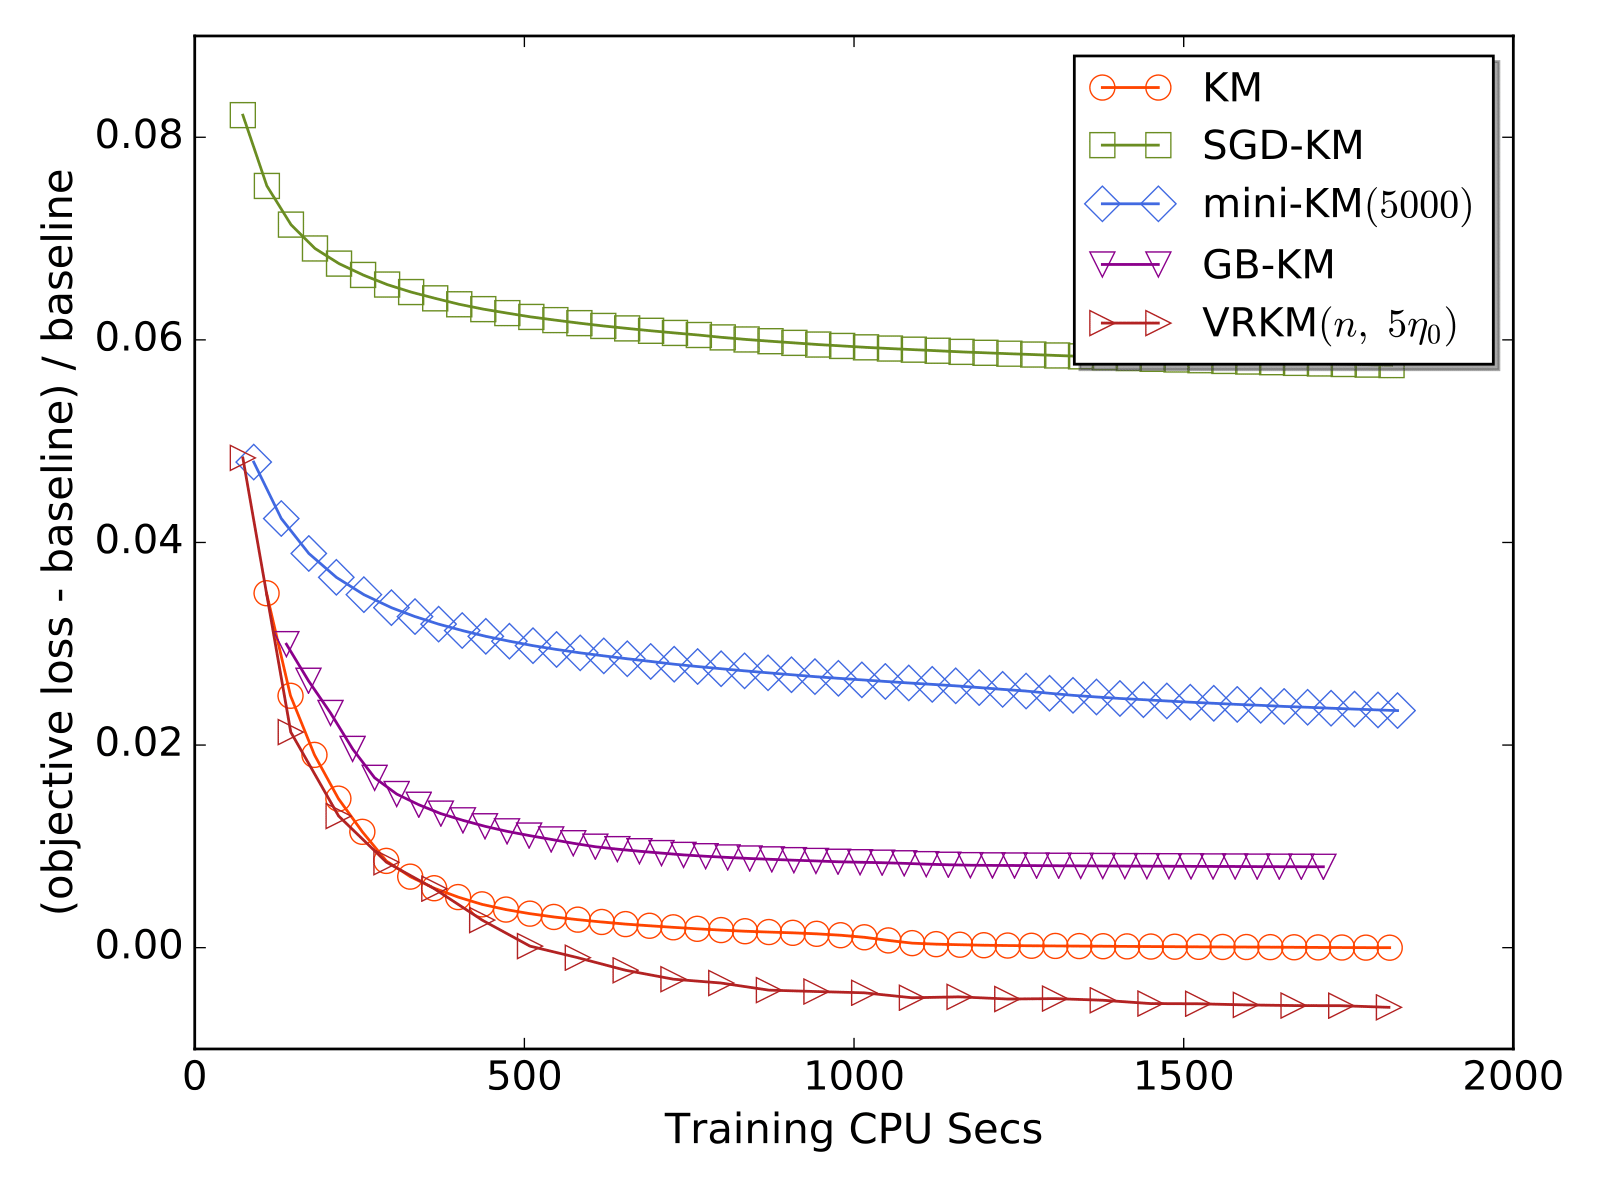 (objective loss - baseline) / baseline
0.08
0.06
0.04
0.02
0.00
0 500 1000 1500 2000
Training CPU Secs
KM
SGD-KM
mini-KM(5000)
GB-KM
VRKM(n, 5η₀)